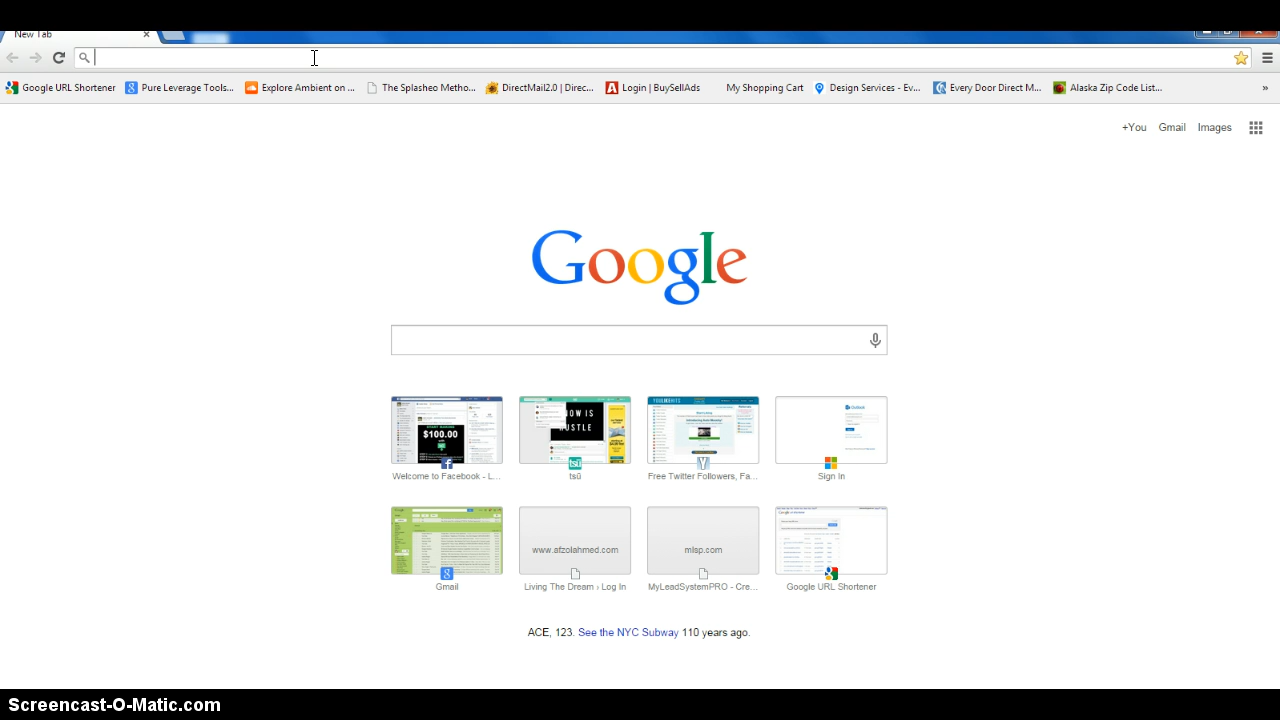 New Tab
Google URL Shortener Pure Leverage Tools... Explore Ambient on ... The Splasheo Metho... DirectMail2.0 | Direc... Login | BuySellAds My Shopping Cart Design Services - Ev... Every Door Direct M... Alaska Zip Code List... »
+You Gmail Images
Google
$100.00
NOW IS
HUSTLE
Outlook
Welcome to Facebook - L... tsū Free Twitter Followers, Fa... Sign In
www.afzolahmed.com mlsp.com
Gmail Living The Dream › Log In MyLeadSystemPRO - Cre... Google URL Shortener
ACE, 123. See the NYC Subway 110 years ago.
Screencast-O-Matic.com